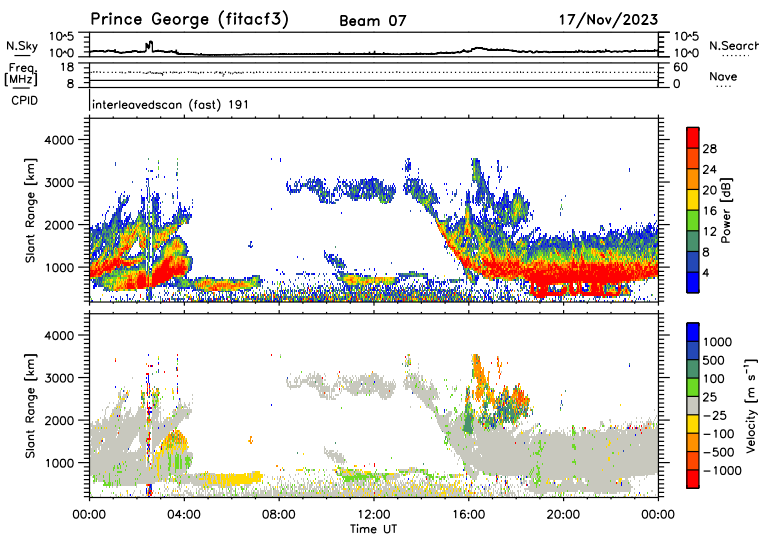 Prince George (fitacf3) Beam 07 17/Nov/2023
N.Sky 10^5 10^0 10^5 10^0 N.Search
Freq. [MHz] 18 8 60 0 Nave
CPID interleavedscan (fast) 191
Slant Range [km] 4000 3000 2000 1000
Power [dB] 28 24 20 16 12 8 4
Slant Range [km] 4000 3000 2000 1000
Velocity [m s⁻¹] 1000 500 100 25 −25 −100 −500 −1000
00:00 04:00 08:00 12:00 16:00 20:00 00:00
Time UT